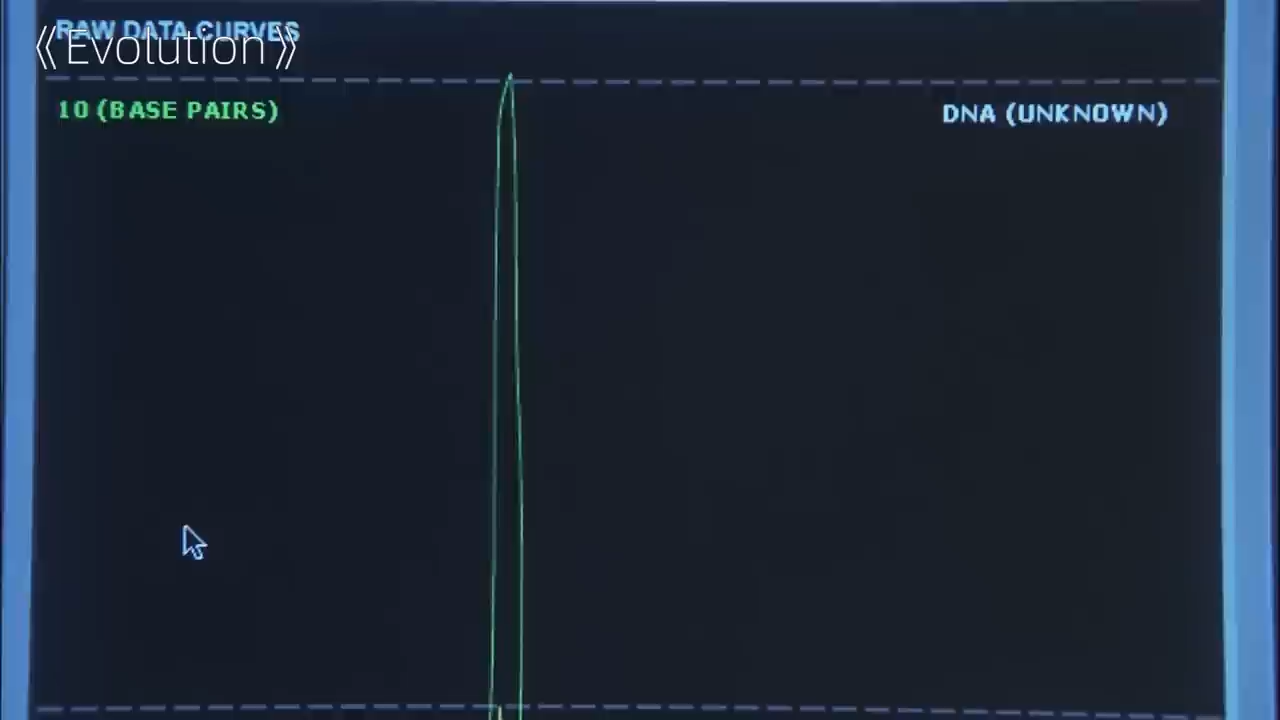 RAW DATA CURVES
《Evolution》
10 (BASE PAIRS)
DNA (UNKNOWN)